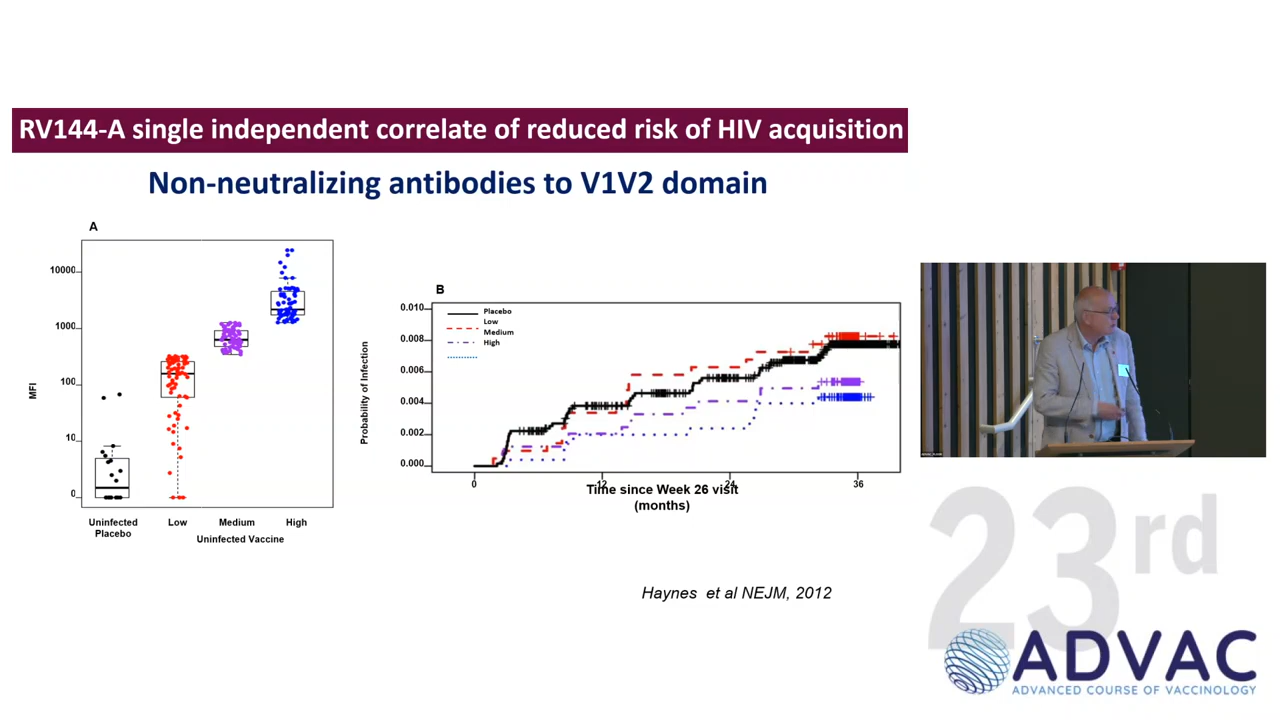 RV144-A single independent correlate of reduced risk of HIV acquisition
Non-neutralizing antibodies to V1V2 domain
A
10000
1000
100
10
0
MFI
Uninfected
Placebo
Low
Medium
High
Uninfected Vaccine
B
Placebo
Low
Medium
High
0.010
0.008
0.006
0.004
0.002
0.000
Probability of Infection
0
12
24
36
Time since Week 26 visit
(months)
Haynes et al NEJM, 2012
23rd
ADVAC
ADVANCED COURSE OF VACCINOLOGY